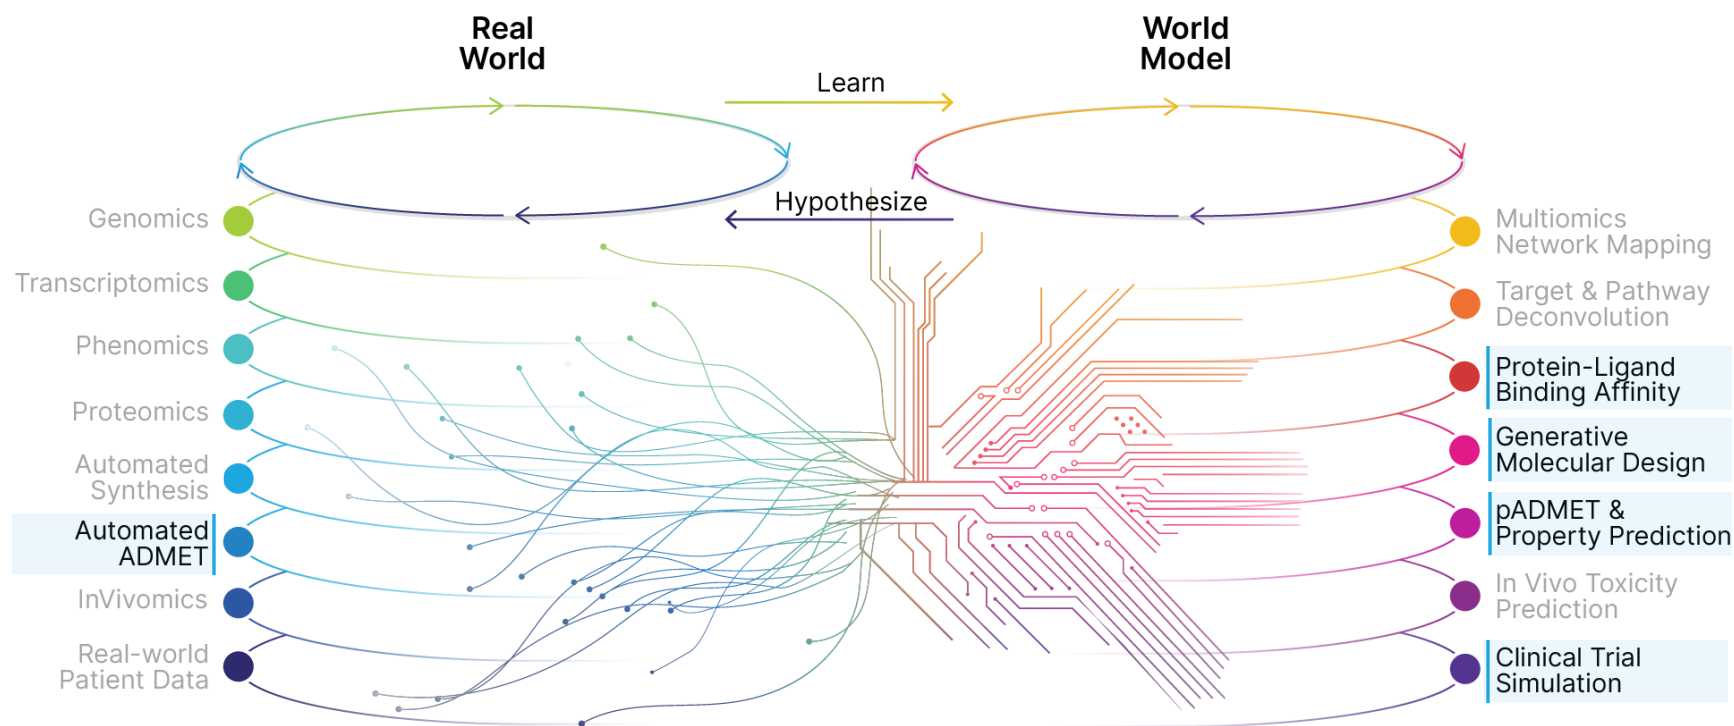 Real
World
World
Model
Learn
Hypothesize
Genomics
Transcriptomics
Phenomics
Proteomics
Automated
Synthesis
Automated
ADMET
InVivomics
Real-world
Patient Data
Multiomics
Network Mapping
Target & Pathway
Deconvolution
Protein-Ligand
Binding Affinity
Generative
Molecular Design
pADMET &
Property Prediction
In Vivo Toxicity
Prediction
Clinical Trial
Simulation